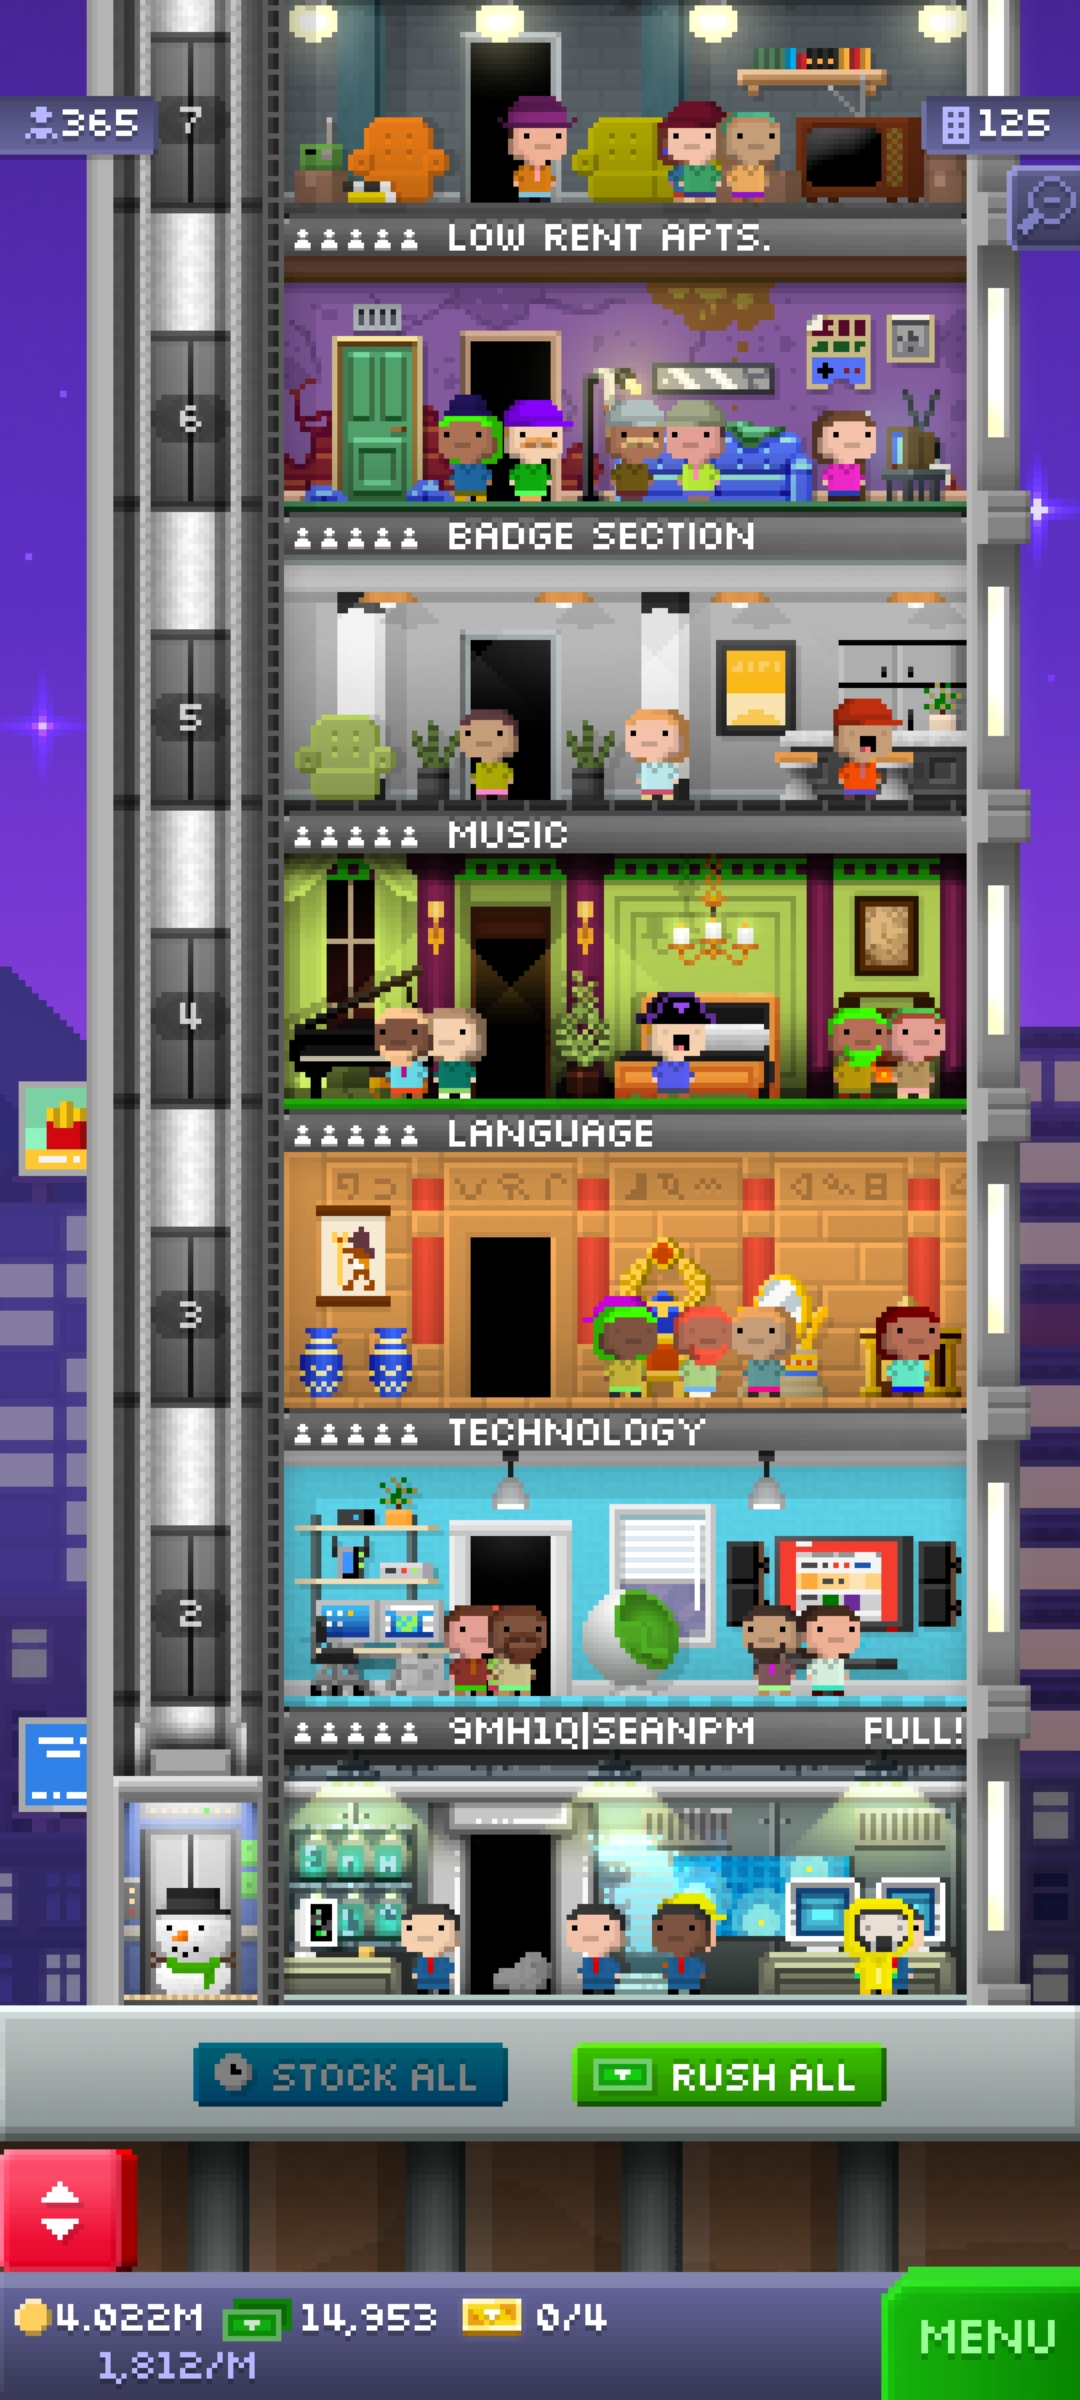 365
7
125
LOW RENT APTS.
6
BADGE SECTION
5
MUSIC
4
LANGUAGE
3
TECHNOLOGY
2
9MH1Q|SEANPM FULL!
STOCK ALL
RUSH ALL
4.022M 14,953 0/4
1,812/M
MENU